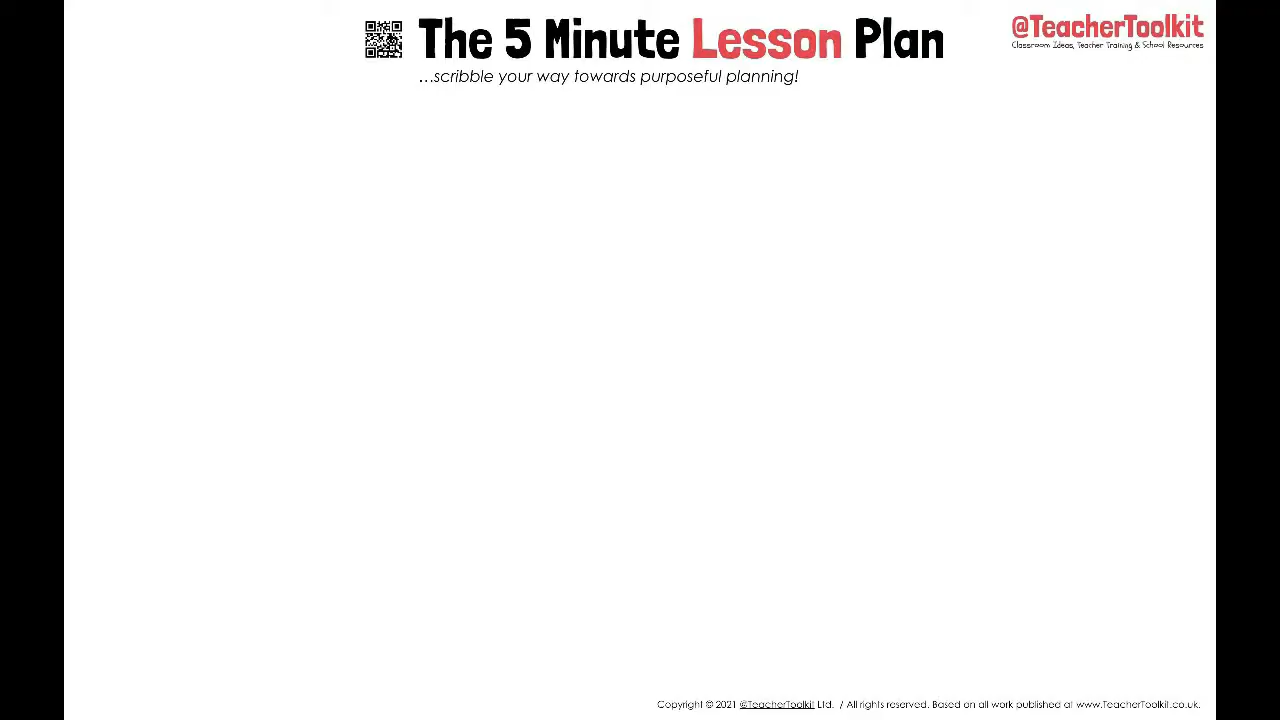 The 5 Minute Lesson Plan
...scribble your way towards purposeful planning!
@TeacherToolkit
Classroom Ideas, Teacher Training & School Resources
Copyright © 2021 @TeacherToolkit Ltd. / All rights reserved. Based on all work published at www.TeacherToolkit.co.uk.